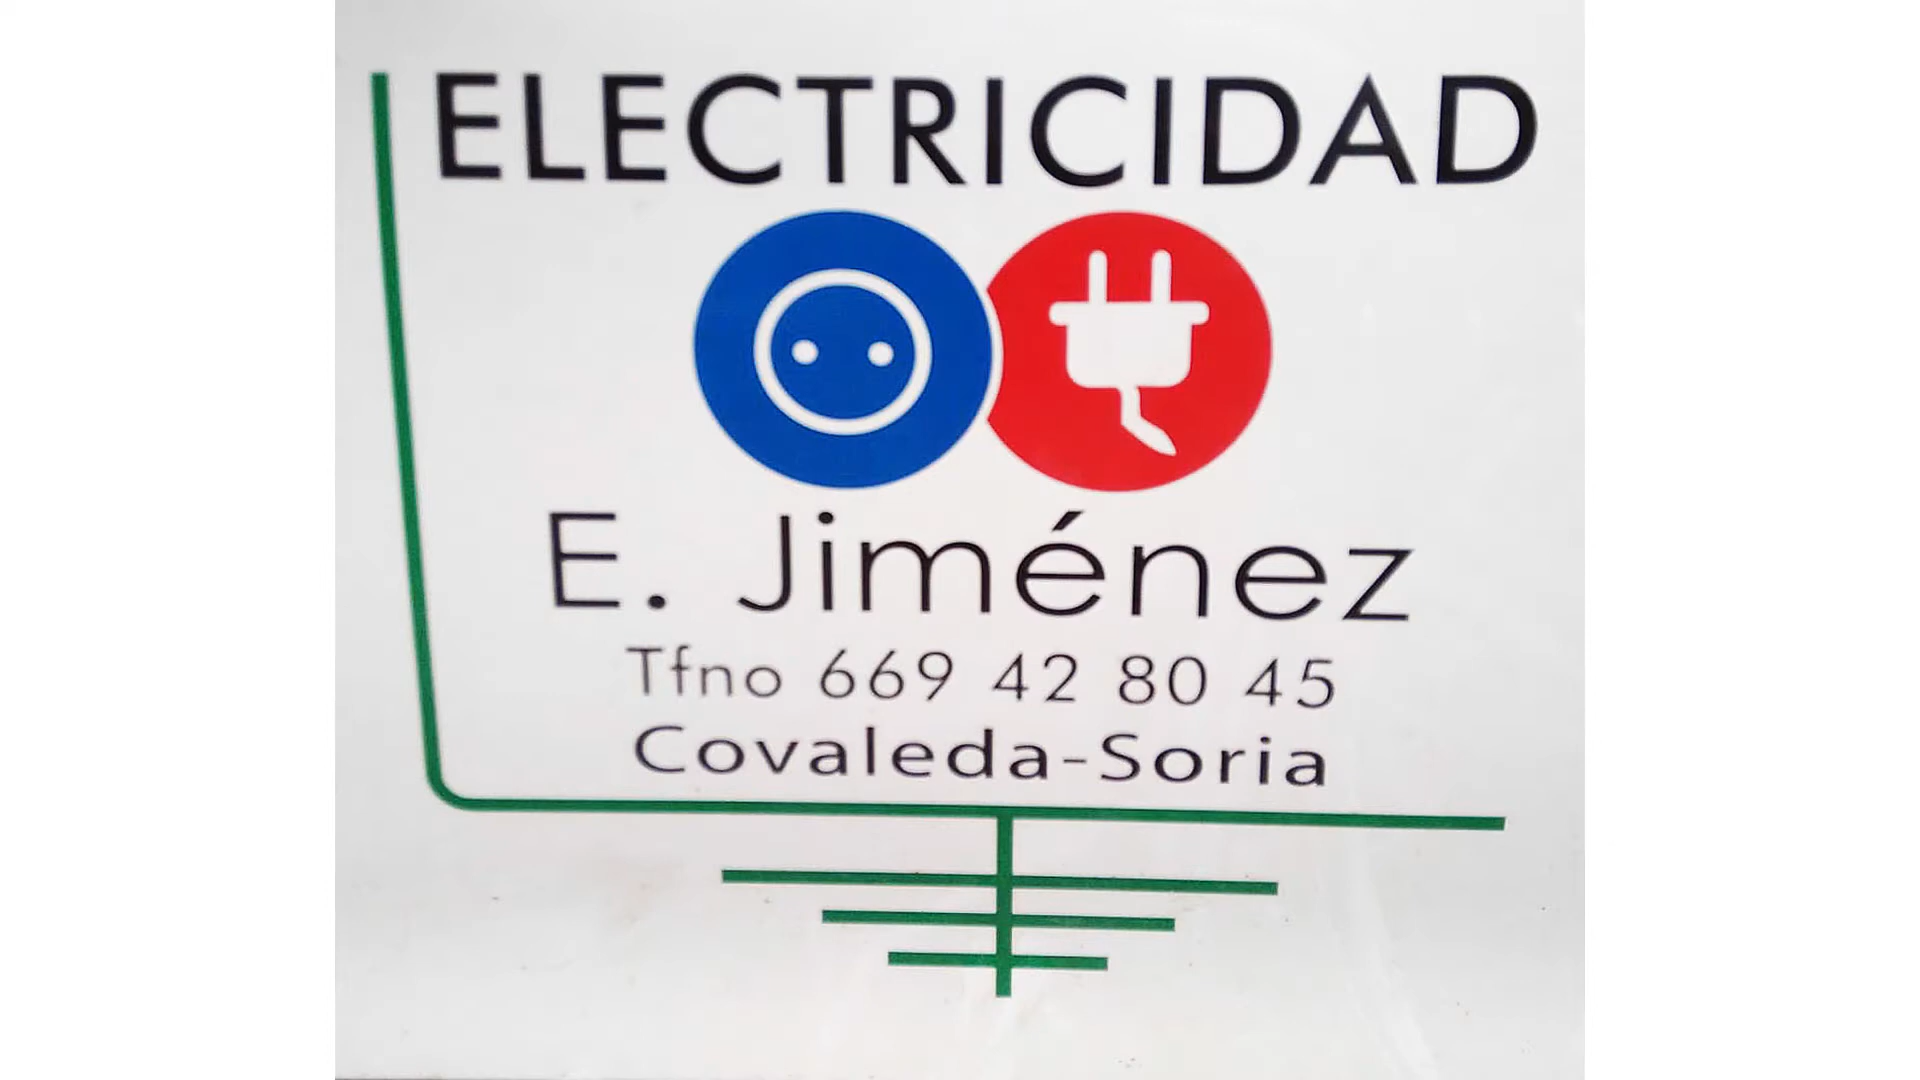 ELECTRICIDAD
E. Jiménez
Tfno 669 42 80 45
Covaleda-Soria